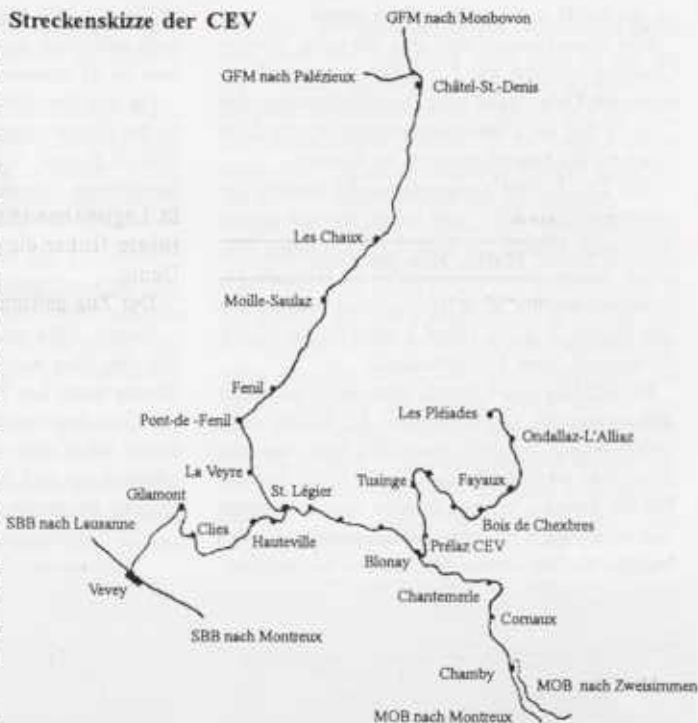 Streckenskizze der CEV
GFM nach Monbovon
GFM nach Palézieux
Châtel-St.-Denis
Les Chaux
Moille-Saulaz
Fenil
Pont-de -Fenil
Les Pléiades
Ondallaz-L'Alliaz
La Veyre
Tusinge
Fayaux
Gilamont
St. Légier
SBB nach Lausanne
Clies
Hauteville
Bois de Chexbres
Prélaz CEV
Blonay
Vevey
Chantemerle
Cornaux
SBB nach Montreux
Chamby
MOB nach Zweisimmen
MOB nach Montreux